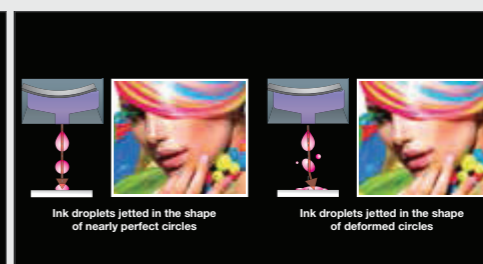 Ink droplets jetted in the shape
of nearly perfect circles
Ink droplets jetted in the shape
of deformed circles